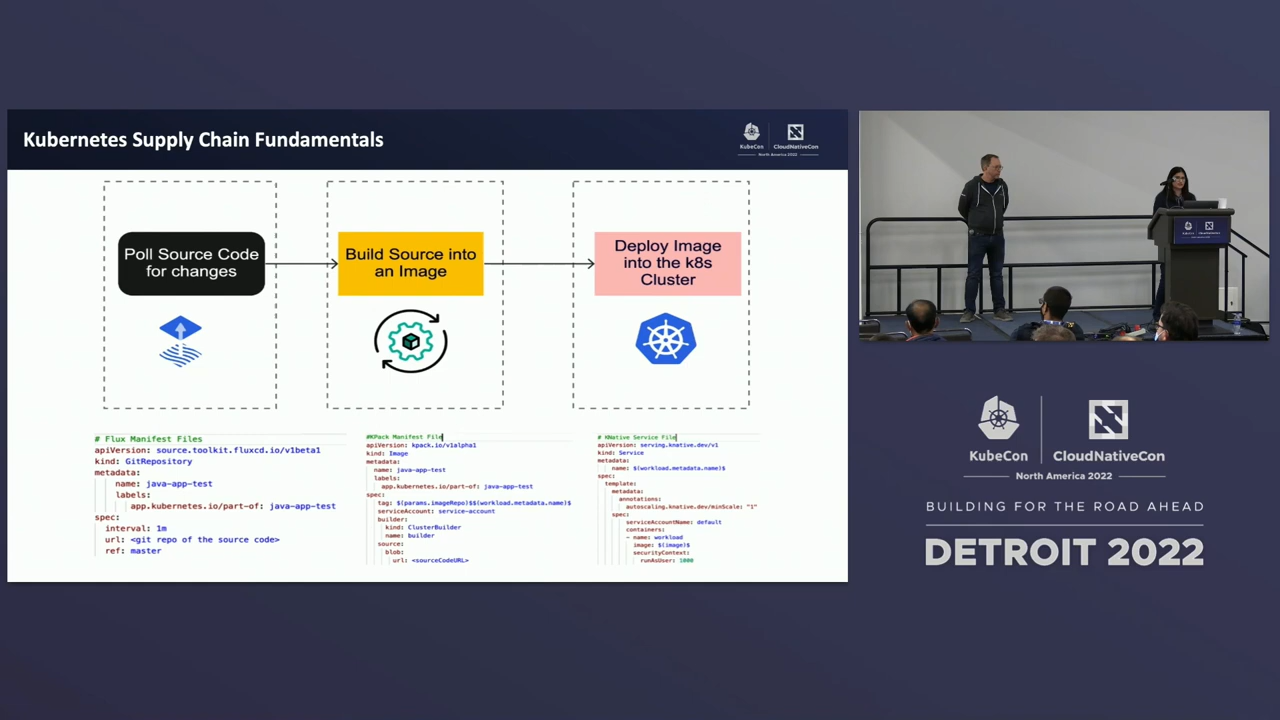 Kubernetes Supply Chain Fundamentals
KubeCon
CloudNativeCon
North America 2022
Poll Source Code
for changes
Build Source into
an Image
Deploy Image
into the k8s
Cluster
# Flux Manifest Files
apiVersion: source.toolkit.fluxcd.io/v1beta1
kind: GitRepository
metadata:
name: java-app-test
labels:
app.kubernetes.io/part-of: java-app-test
spec:
interval: 1m
url: <git repo of the source code>
ref: master
#KPack Manifest File
apiVersion: kpack.io/v1alpha1
kind: Image
metadata:
name: java-app-test
labels:
app.kubernetes.io/part-of: java-app-test
spec:
tag: $(params.imageRepo)$$(workload.metadata.name)$
serviceAccount: service-account
builder:
kind: ClusterBuilder
name: builder
source:
blob:
url: <sourceCodeURL>
# KNative Service File
apiVersion: serving.knative.dev/v1
kind: Service
metadata:
name: $(workload.metadata.name)$
spec:
template:
metadata:
annotations:
autoscaling.knative.dev/minScale: "1"
spec:
serviceAccountName: default
containers:
- name: workload
image: $(image)$
securityContext:
runAsUser: 1000
KubeCon
CloudNativeCon
North America 2022
BUILDING FOR THE ROAD AHEAD
DETROIT 2022